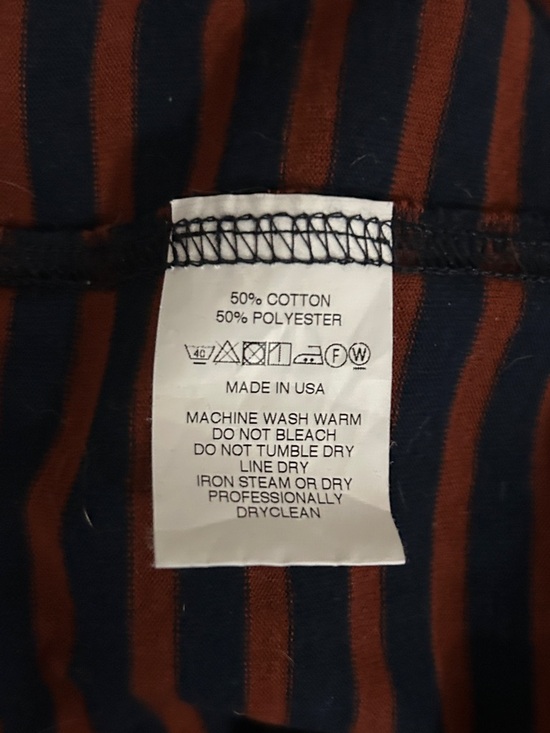 50% COTTON
50% POLYESTER
40 F W
MADE IN USA
MACHINE WASH WARM
DO NOT BLEACH
DO NOT TUMBLE DRY
LINE DRY
IRON STEAM OR DRY
PROFESSIONALLY
DRYCLEAN